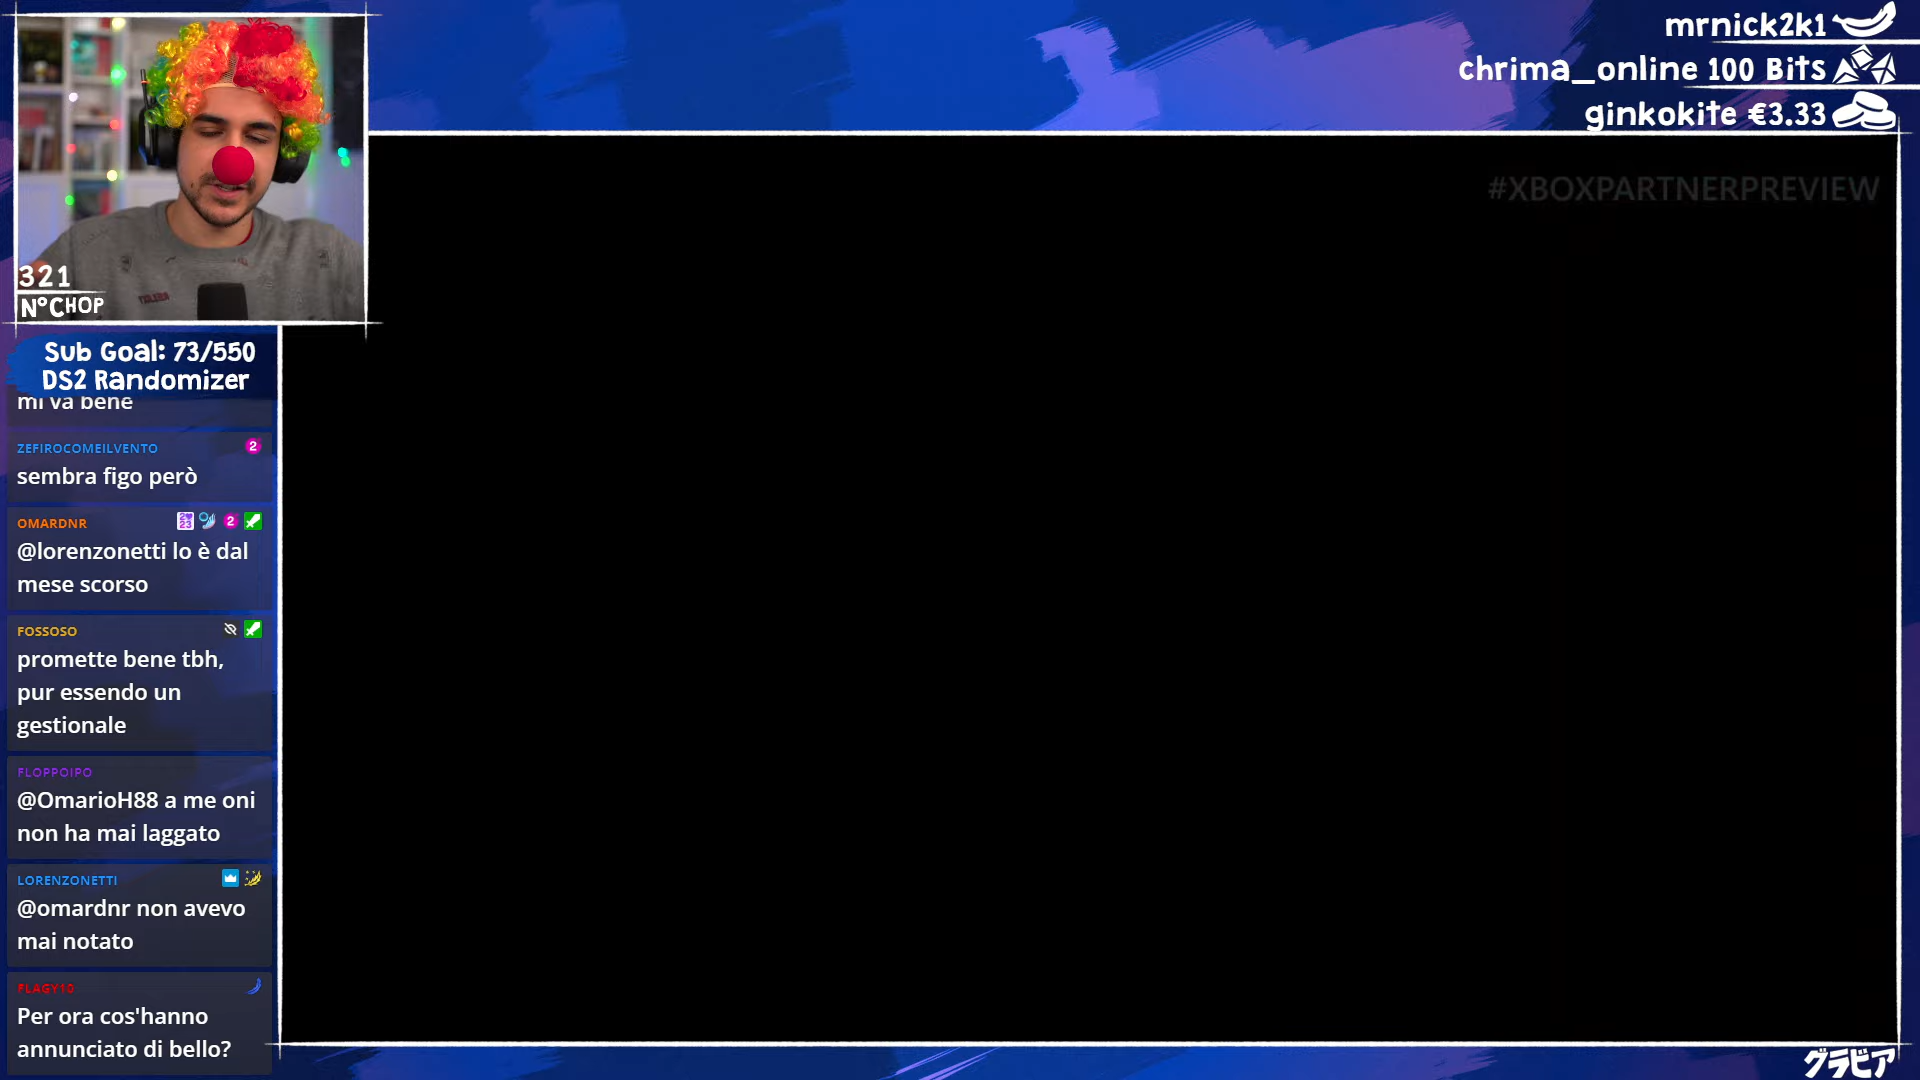 mrnick2k1
chrima_online 100 Bits
ginkokite €3.33
#XBOXPARTNERPREVIEW
321
N°CHOP
Sub Goal: 73/550
DS2 Randomizer
mi va bene
ZEFIROCOMEILVENTO 2
sembra figo però
OMARDNR 2
@lorenzonetti lo è dal
mese scorso
FOSSOSO
promette bene tbh,
pur essendo un
gestionale
FLOPPOIPO
@OmarioH88 a me oni
non ha mai laggato
LORENZONETTI
@omardnr non avevo
mai notato
FLAGY10
Per ora cos'hanno
annunciato di bello?
グラビア